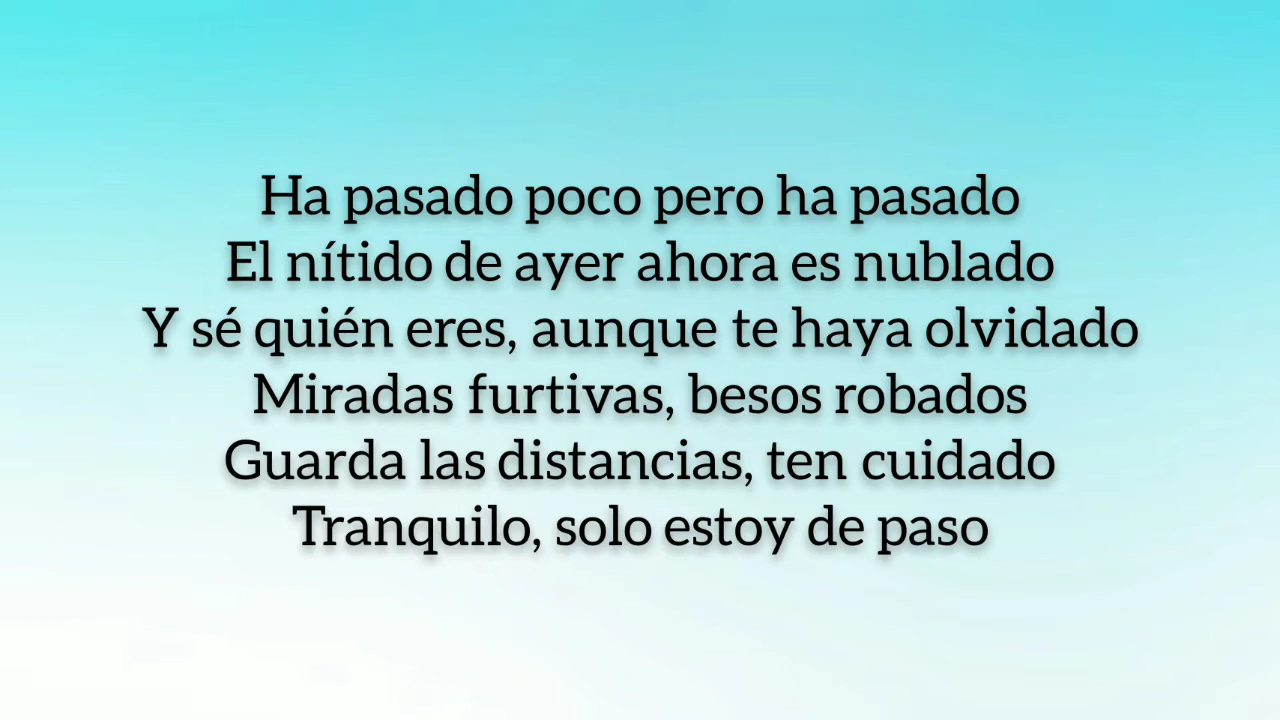 Ha pasado poco pero ha pasado
El nítido de ayer ahora es nublado
Y sé quién eres, aunque te haya olvidado
Miradas furtivas, besos robados
Guarda las distancias, ten cuidado
Tranquilo, solo estoy de paso